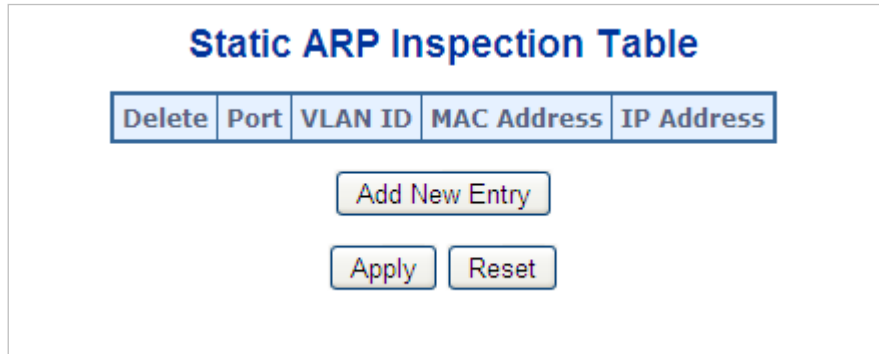 Static ARP Inspection Table
Delete Port VLAN ID MAC Address IP Address
Add New Entry
Apply Reset